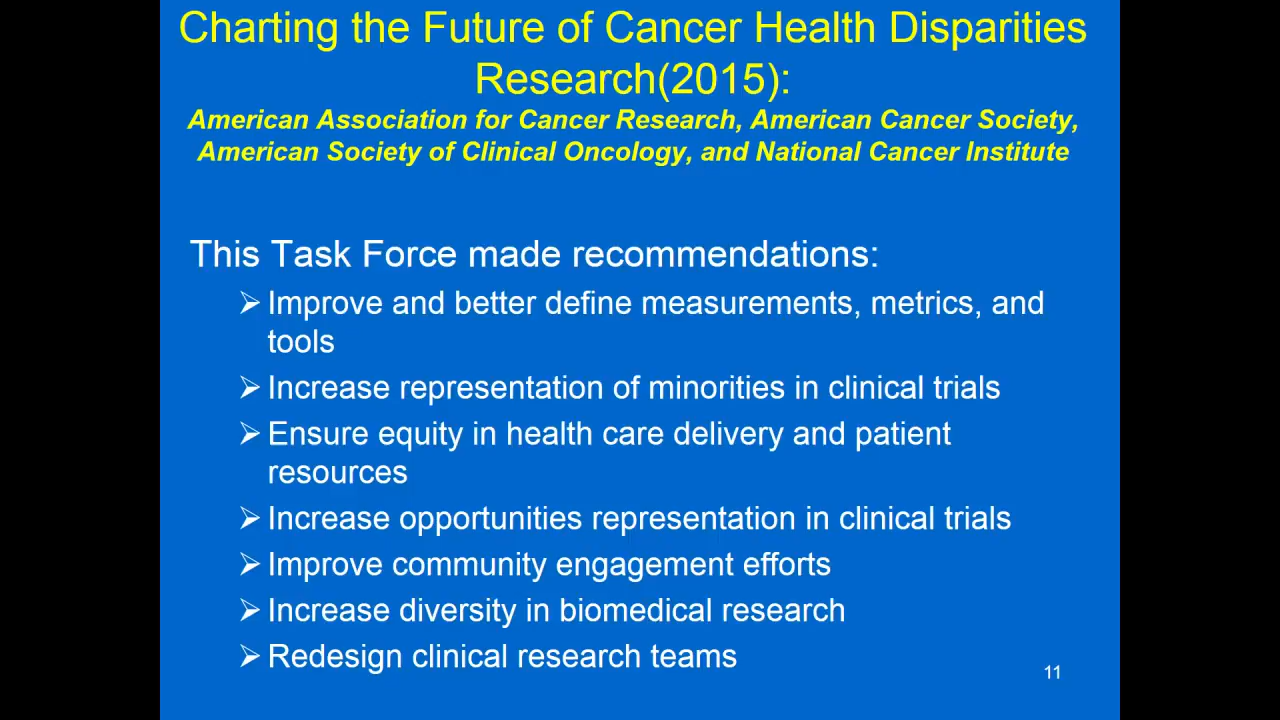 Charting the Future of Cancer Health Disparities
Research(2015):
American Association for Cancer Research, American Cancer Society,
American Society of Clinical Oncology, and National Cancer Institute
This Task Force made recommendations:
➢ Improve and better define measurements, metrics, and
tools
➢ Increase representation of minorities in clinical trials
➢ Ensure equity in health care delivery and patient
resources
➢ Increase opportunities representation in clinical trials
➢ Improve community engagement efforts
➢ Increase diversity in biomedical research
➢ Redesign clinical research teams
11